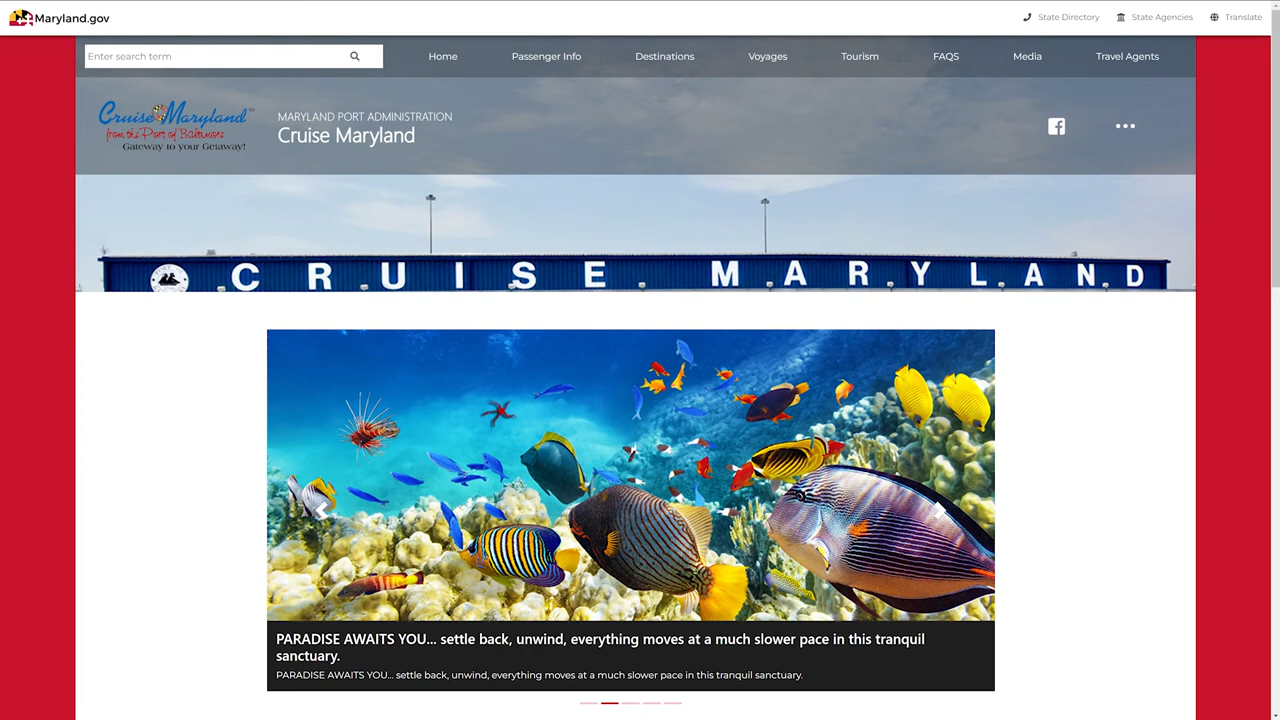 Maryland.gov
State Directory
State Agencies
Translate
Enter search term
Home
Passenger Info
Destinations
Voyages
Tourism
FAQS
Media
Travel Agents
Cruise Maryland™
from the Port of Baltimore
Gateway to your Getaway!
MARYLAND PORT ADMINISTRATION
Cruise Maryland
CRUISE MARYLAND
PARADISE AWAITS YOU... settle back, unwind, everything moves at a much slower pace in this tranquil
sanctuary.
PARADISE AWAITS YOU... settle back, unwind, everything moves at a much slower pace in this tranquil sanctuary.